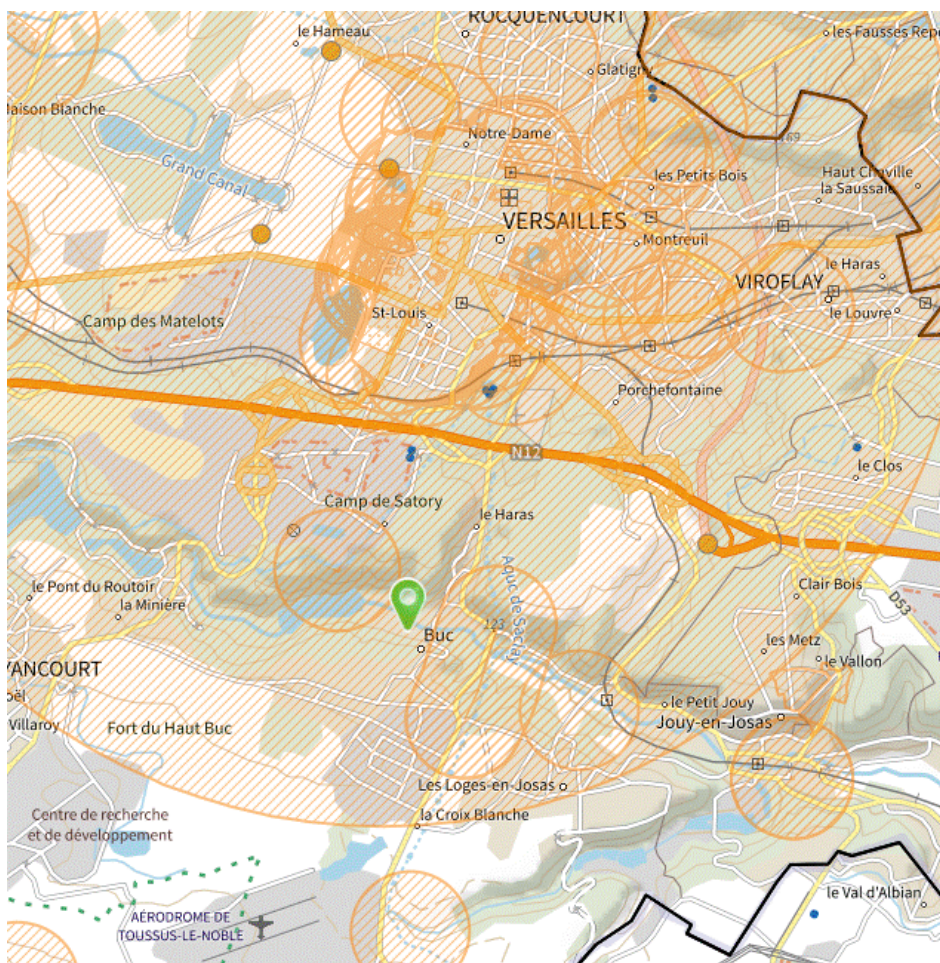 ROCQUENCOURT
le Hameau
les Fausses Repo
Glatigny
Maison Blanche
Notre-Dame
Grand Canal
les Petits Bois
Haut Chaville
la Saussaie
VERSAILLES
Montreuil
le Haras
VIROFLAY
St-Louis
le Louvre
Camp des Matelots
Porchefontaine
N12
le Clos
Camp de Satory
le Haras
Aquc de Saclay
le Pont du Routoir
Clair Bois
la Minière
D53
123
Buc
les Metz
le Vallon
YANCOURT
le Petit Jouy
Villaroy
Fort du Haut Buc
Jouy-en-Josas
Les Loges-en-Josas
Centre de recherche
et de développement
la Croix Blanche
le Val d'Albian
AÉRODROME DE
TOUSSUS-LE-NOBLE